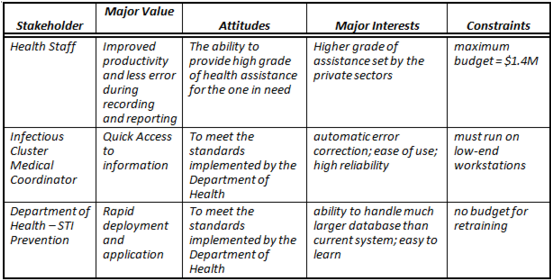 Stakeholder
Major Value
Attitudes
Major Interests
Constraints
Health Staff
Improved
productivity
and less error
during
recording
and reporting
The ability to
provide high grade
of health assistance
for the one in need
Higher grade of
assistance set by the
private sectors
maximum
budget = $1.4M
Infectious
Cluster
Medical
Coordinator
Quick Access
to
information
To meet the
standards
implemented by the
Department of
Health
automatic error
correction; ease of use;
high reliability
must run on
low-end
workstations
Department of
Health – STI
Prevention
Rapid
deployment
and
application
To meet the
standards
implemented by the
Department of
Health
ability to handle much
larger database than
current system; easy to
learn
no budget for
retraining